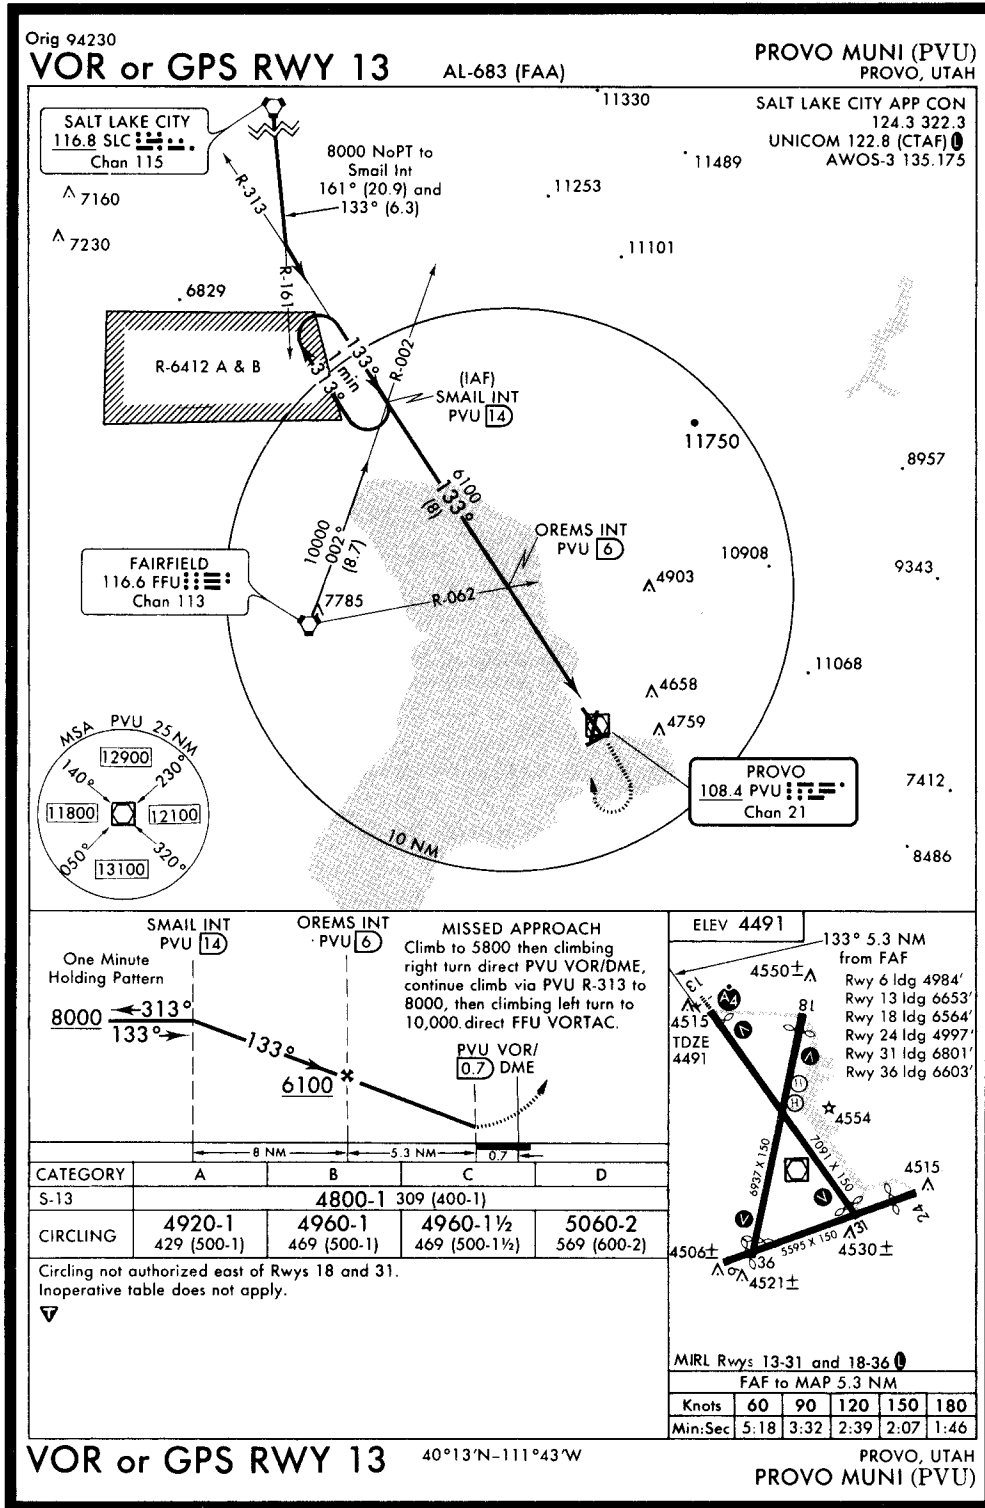 Orig 94230
VOR or GPS RWY 13
AL-683 (FAA)
PROVO MUNI (PVU)
PROVO, UTAH
SALT LAKE CITY
116.8 SLC
Chan 115
8000 NoPT to
Smail Int
161° (20.9) and
133° (6.3)
SALT LAKE CITY APP CON
124.3 322.3
UNICOM 122.8 (CTAF) L
AWOS-3 135.175
11330
11489
11253
11101
7160
7230
6829
R-313
R-161
R-6412 A & B
133°
1 min
313°
R-002
(IAF)
SMAIL INT
PVU 14
11750
8957
6100
133°
(8)
10000
002°
(8.7)
OREMS INT
PVU 6
10908
9343
4903
FAIRFIELD
116.6 FFU
Chan 113
7785
R-062
11068
4658
4759
PROVO
108.4 PVU
Chan 21
7412
8486
10 NM
MSA PVU 25 NM
12900
140°
230°
11800
12100
050°
320°
13100
SMAIL INT
PVU 14
OREMS INT
PVU 6
One Minute
Holding Pattern
8000
313°
133°
133°
6100
MISSED APPROACH
Climb to 5800 then climbing
right turn direct PVU VOR/DME,
continue climb via PVU R-313 to
8000, then climbing left turn to
10,000 direct FFU VORTAC.
PVU VOR/
0.7 DME
8 NM
5.3 NM
0.7
CATEGORY A B C D
S-13 4800-1 309 (400-1)
CIRCLING
4920-1 4960-1 4960-1½ 5060-2
429 (500-1) 469 (500-1) 469 (500-1½) 569 (600-2)
Circling not authorized east of Rwys 18 and 31.
Inoperative table does not apply.
T
ELEV 4491
133° 5.3 NM
from FAF
Rwy 6 ldg 4984'
Rwy 13 ldg 6653'
Rwy 18 ldg 6564'
Rwy 24 ldg 4997'
Rwy 31 ldg 6801'
Rwy 36 ldg 6603'
4550±
13
A4
18
4515
TDZE
4491
V
V
H
H
4554
7091 X 150
6937 X 150
4515
V
V
24
31
5595 X 150
4530±
4506±
36
6
4521±
MIRL Rwys 13-31 and 18-36 L
FAF to MAP 5.3 NM
Knots 60 90 120 150 180
Min:Sec 5:18 3:32 2:39 2:07 1:46
VOR or GPS RWY 13
40°13'N-111°43'W
PROVO, UTAH
PROVO MUNI (PVU)